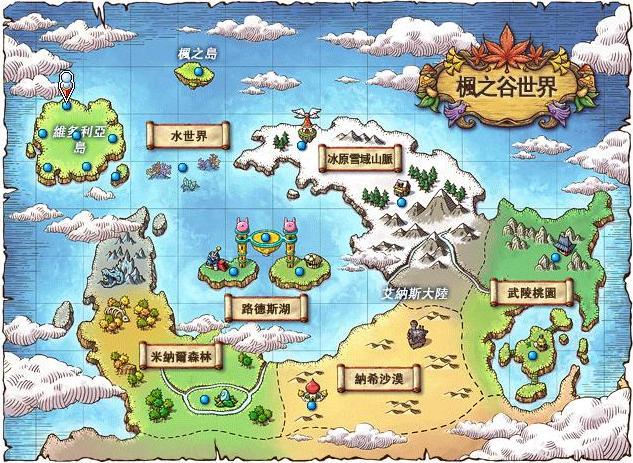 楓之島
楓之谷世界
維多利亞
島
水世界
冰原雪域山脈
艾納斯大陸
武陵桃園
路德斯湖
米納爾森林
納希沙漠